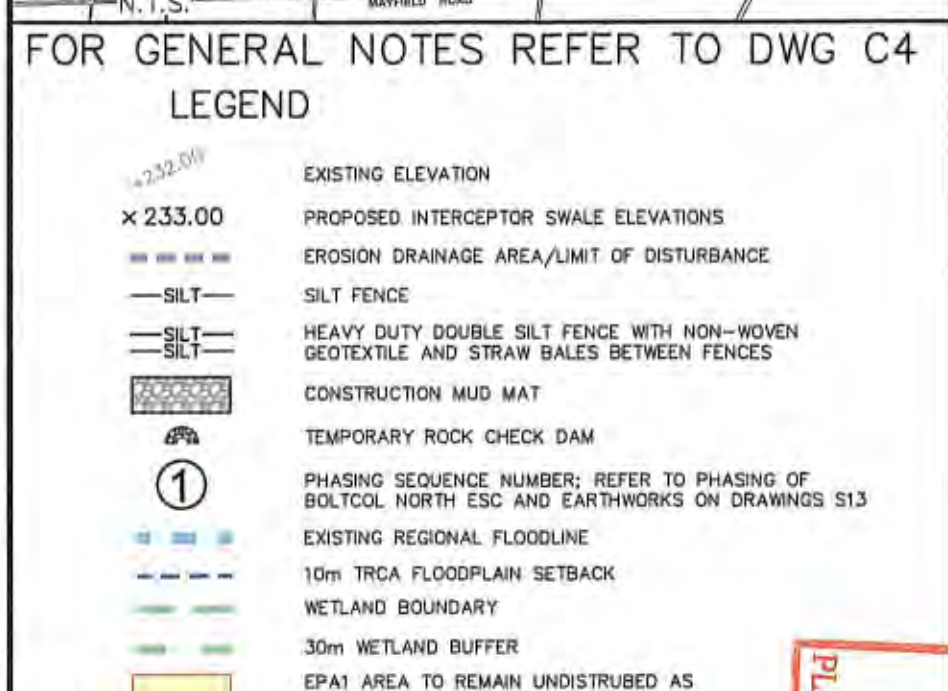 N.T.S.
MAYFIELD ROAD
FOR GENERAL NOTES REFER TO DWG C4
LEGEND
232.00 EXISTING ELEVATION
×233.00 PROPOSED INTERCEPTOR SWALE ELEVATIONS
EROSION DRAINAGE AREA/LIMIT OF DISTURBANCE
SILT SILT FENCE
SILT HEAVY DUTY DOUBLE SILT FENCE WITH NON-WOVEN
SILT GEOTEXTILE AND STRAW BALES BETWEEN FENCES
CONSTRUCTION MUD MAT
TEMPORARY ROCK CHECK DAM
1 PHASING SEQUENCE NUMBER; REFER TO PHASING OF
BOLTCOL NORTH ESC AND EARTHWORKS ON DRAWINGS S13
EXISTING REGIONAL FLOODLINE
10m TRCA FLOODPLAIN SETBACK
WETLAND BOUNDARY
30m WETLAND BUFFER
EPA1 AREA TO REMAIN UNDISTRUBED AS
PL